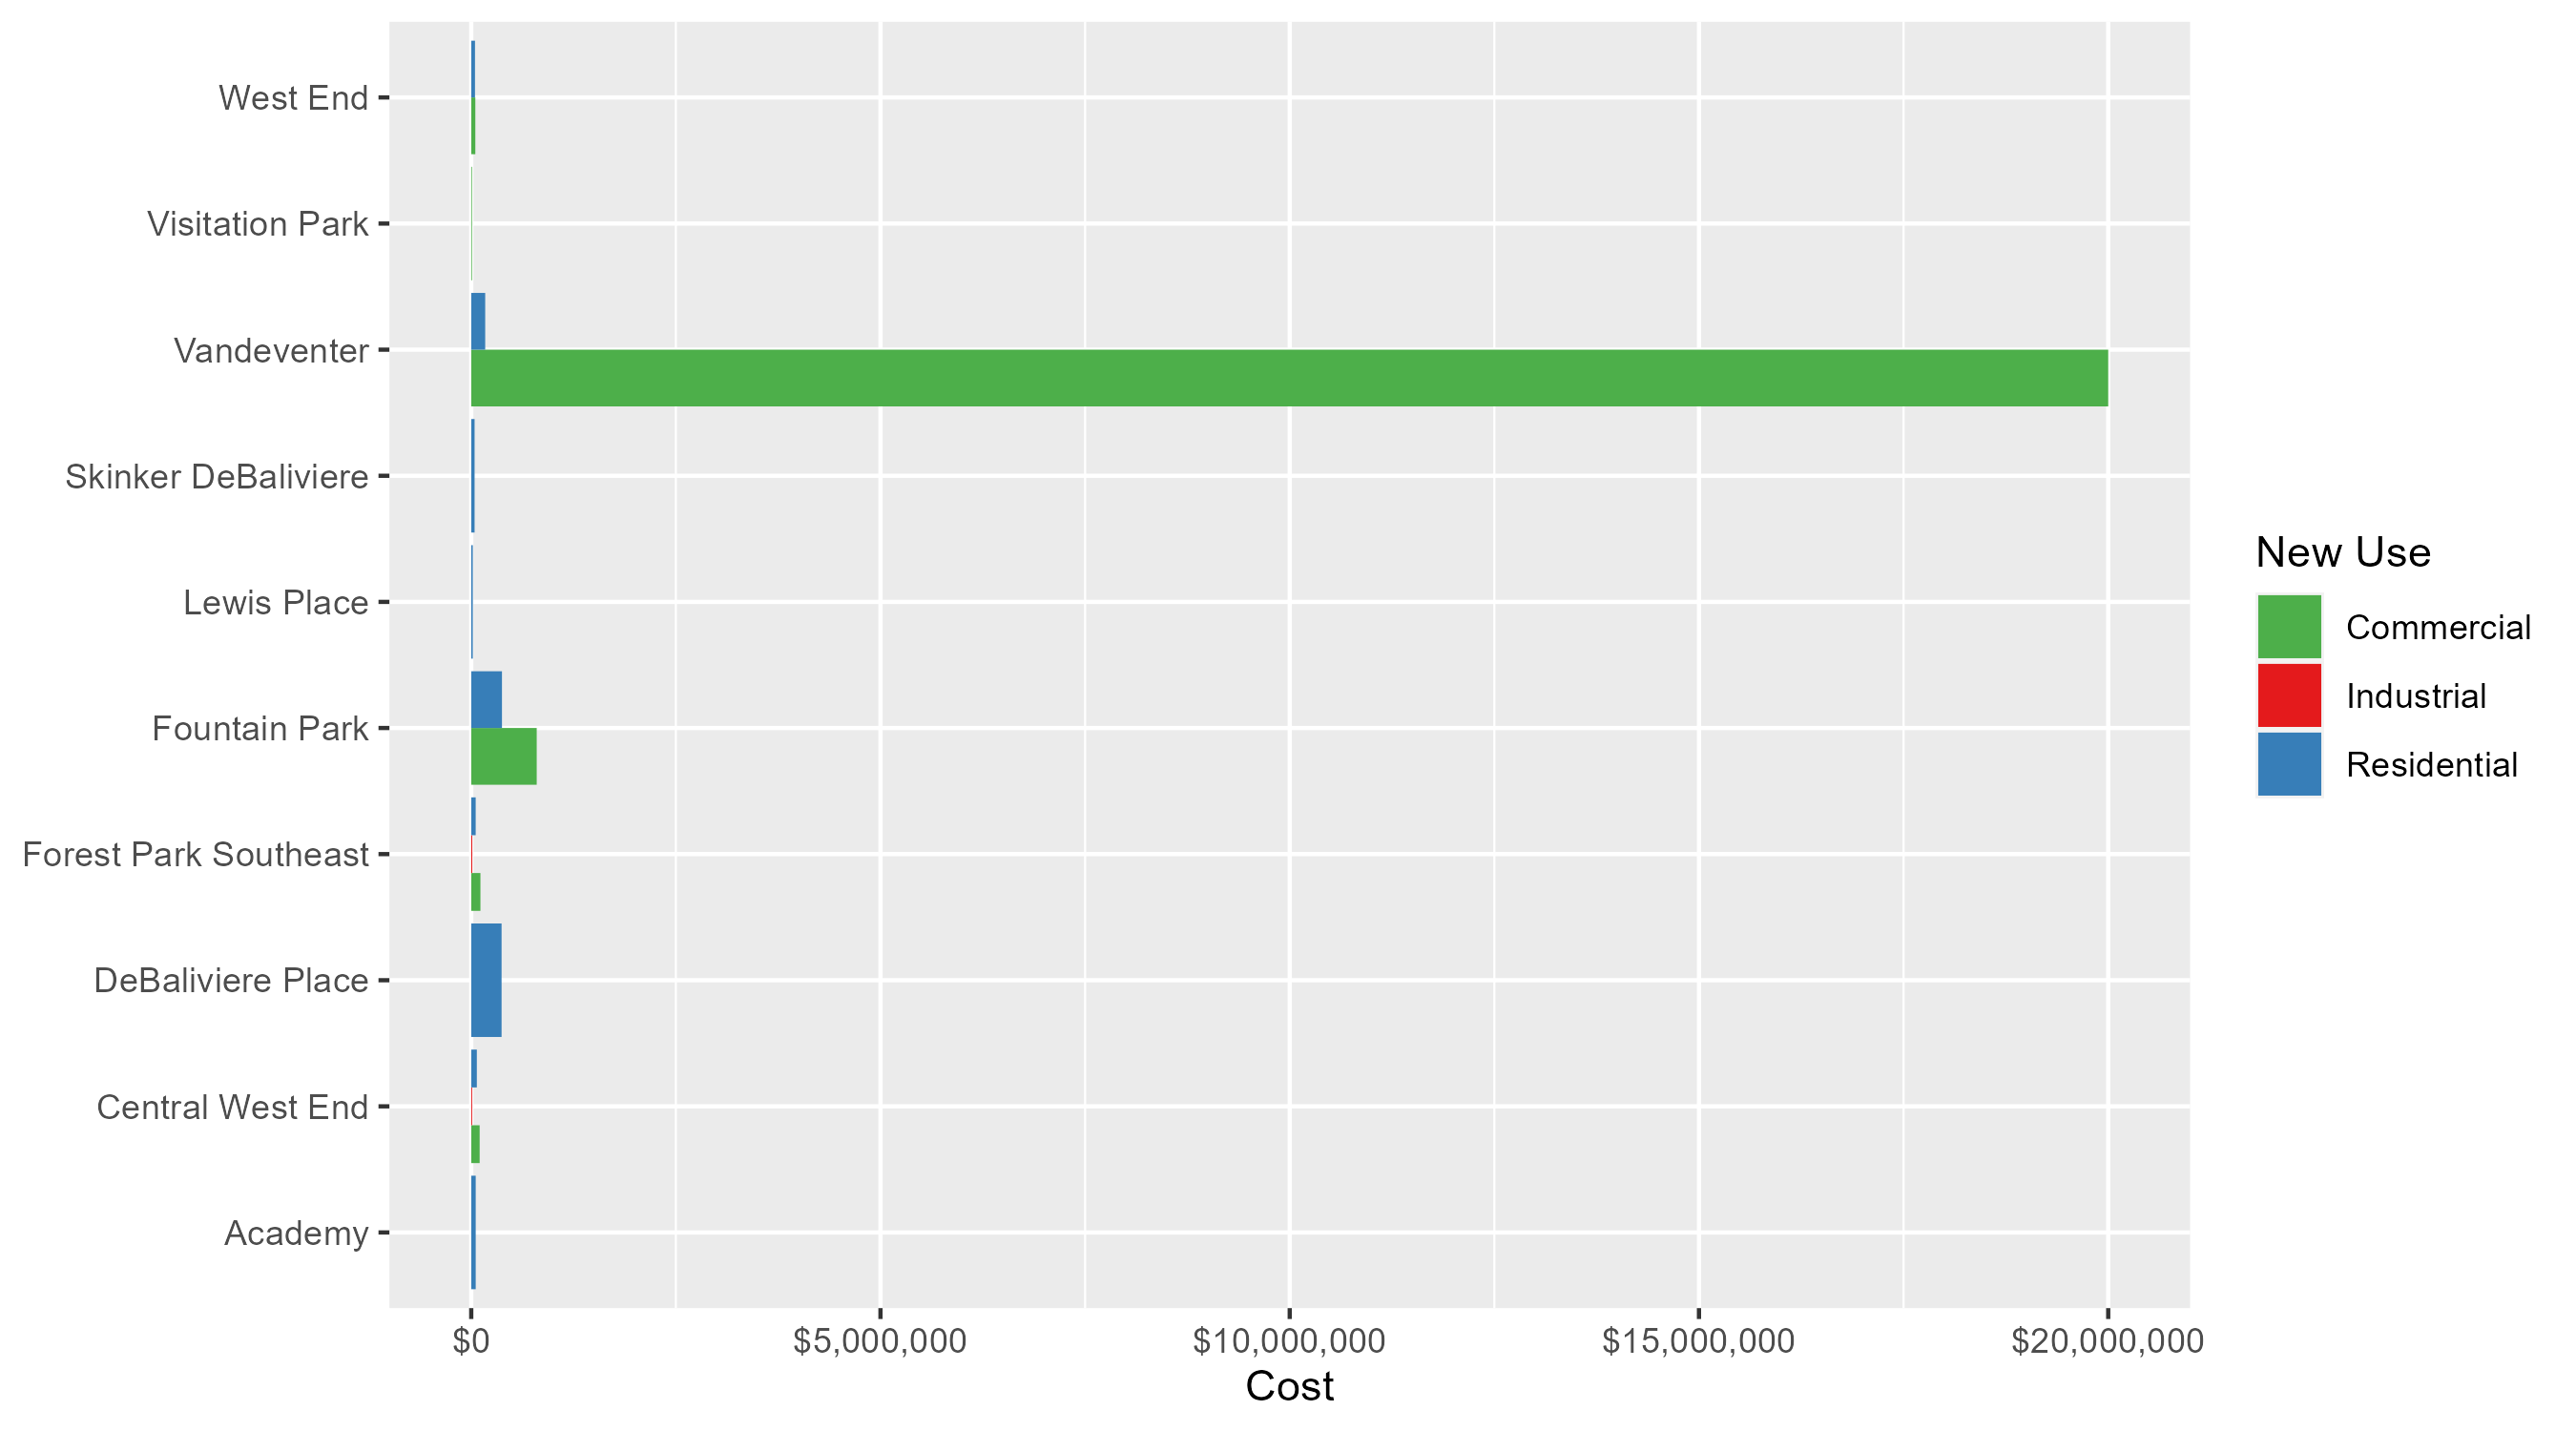 West End
Visitation Park
Vandeventer
Skinker DeBaliviere
Lewis Place
Fountain Park
Forest Park Southeast
DeBaliviere Place
Central West End
Academy
$0 $5,000,000 $10,000,000 $15,000,000 $20,000,000
Cost
New Use
Commercial
Industrial
Residential